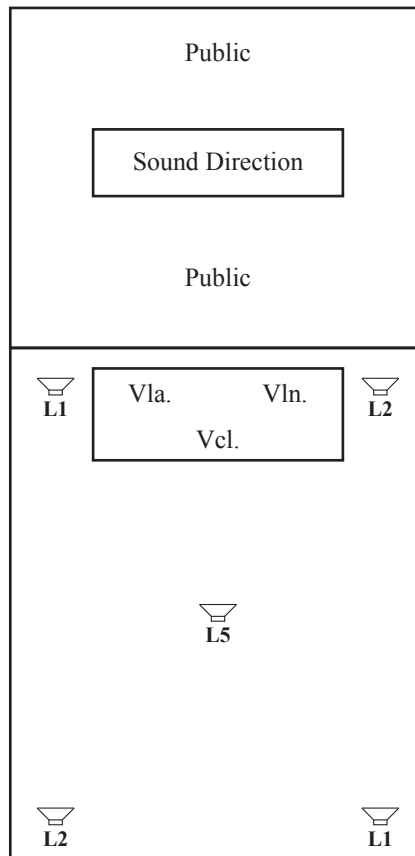 Public
Sound Direction
Public
Vla. Vln.
L1 L2
Vcl.
L5
L2 L1